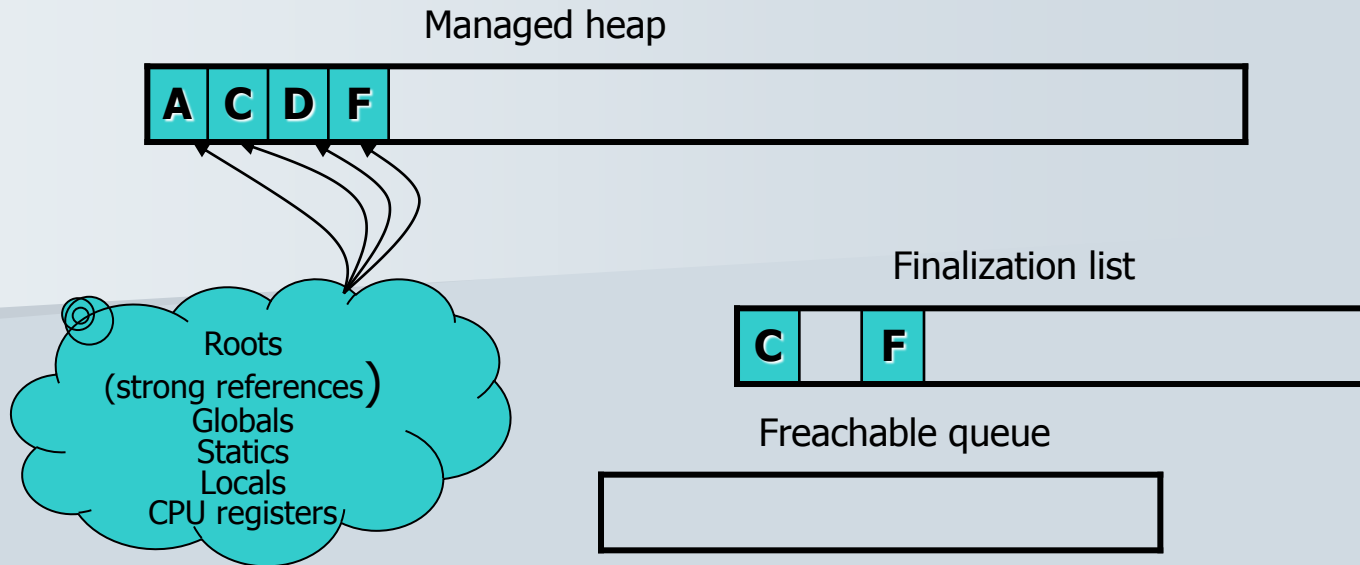 Managed heap
A C D F
Finalization list
C F
Roots
(strong references)
Globals
Statics
Locals
CPU registers
Freachable queue